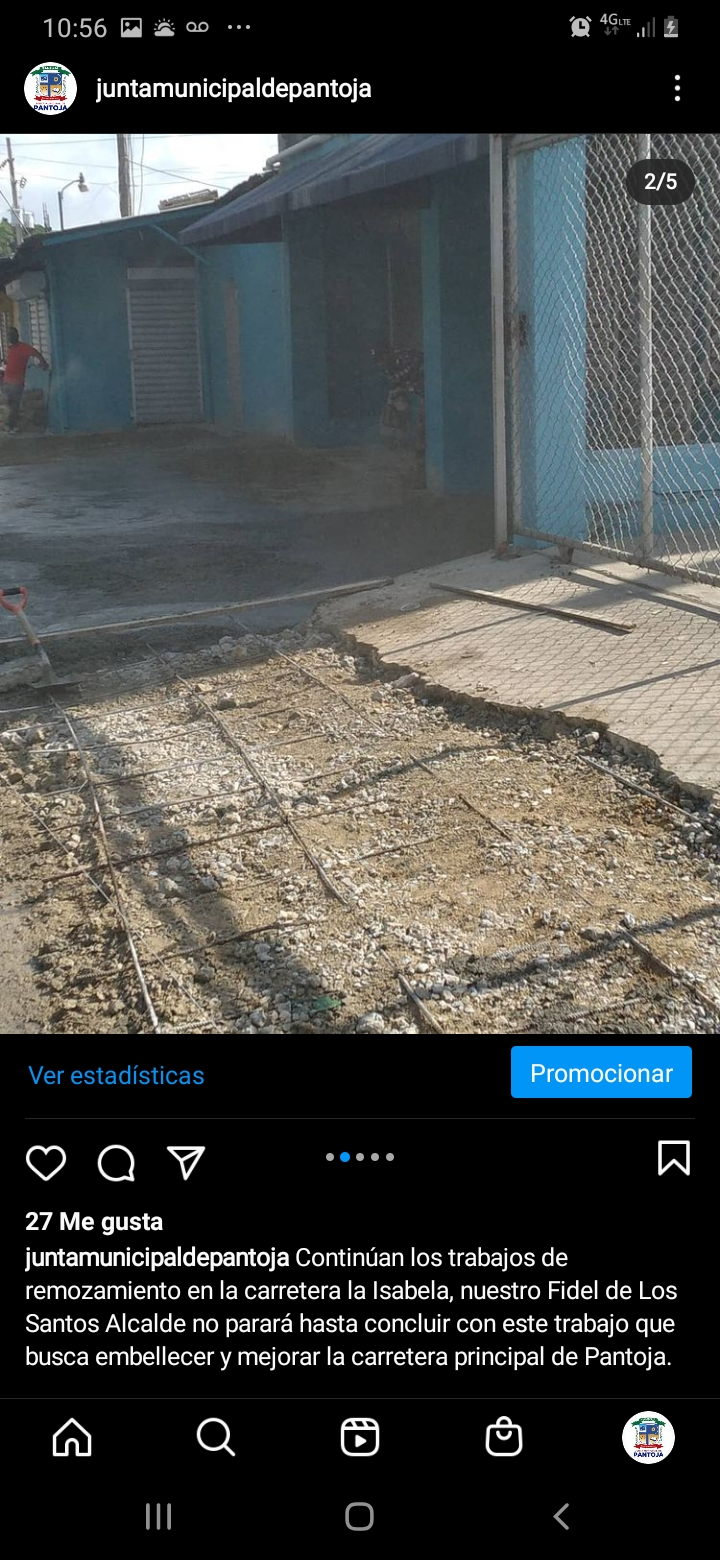 10:56
4G LTE
PANTOJA
juntamunicipaldepantoja
2/5
Ver estadísticas
Promocionar
27 Me gusta
juntamunicipaldepantoja Continúan los trabajos de
remozamiento en la carretera la Isabela, nuestro Fidel de Los
Santos Alcalde no parará hasta concluir con este trabajo que
busca embellecer y mejorar la carretera principal de Pantoja.
PANTOJA